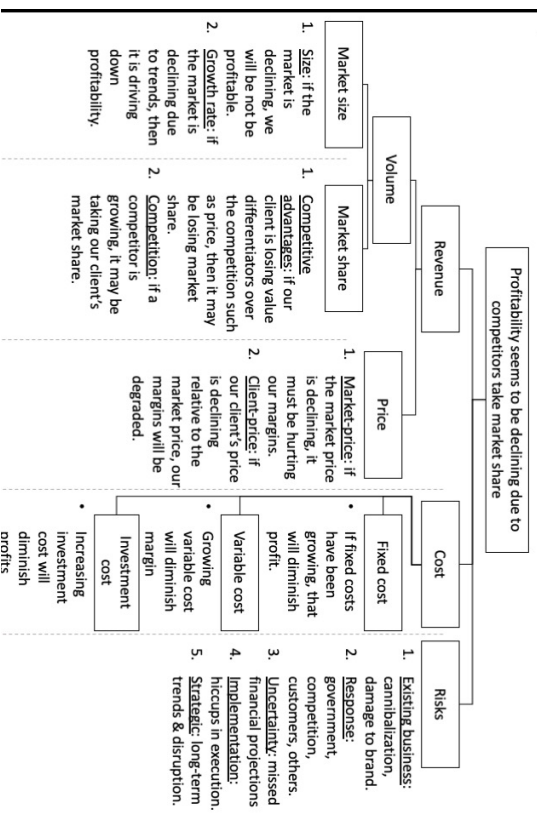 Profitability seems to be declining due to
competitors take market share
Revenue
Cost
Risks
Volume
Price
Market size
Market share
1. Size: if the
market is
declining, we
will be not be
profitable.
2. Growth rate: if
the market is
declining due
to trends, then
it is driving
down
profitability.
1. Competitive
advantages: if our
client is losing value
differentiators over
the competition such
as price, then it may
be losing market
share.
2. Competition: if a
competitor is
growing, it may be
taking our client's
market share.
1. Market-price: if
the market price
is declining, it
must be hurting
our margins.
2. Client-price: if
our client's price
is declining
relative to the
market price, our
margins will be
degraded.
Fixed cost
• If fixed costs
have been
growing, that
will diminish
profit.
Variable cost
• Growing
variable cost
will diminish
margin
Investment
cost
• Increasing
investment
cost will
diminish
profits
1. Existing business:
cannibalization,
damage to brand.
2. Response:
government,
competition,
customers, others.
3. Uncertainty: missed
financial projections
4. Implementation:
hiccups in execution.
5. Strategic: long-term
trends & disruption.